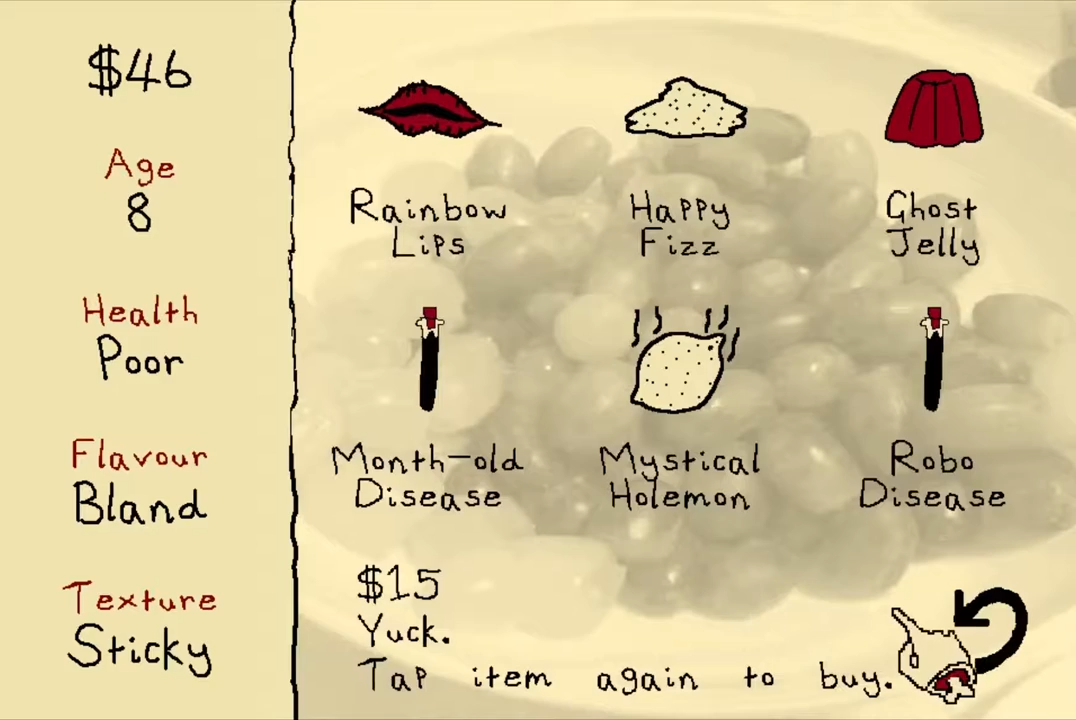 $46
Age
8
Health
Poor
Flavour
Bland
Texture
Sticky
Rainbow
Lips
Happy
Fizz
Ghost
Jelly
Month-old
Disease
Mystical
Holemon
Robo
Disease
$15
Yuck.
Tap item again to buy.